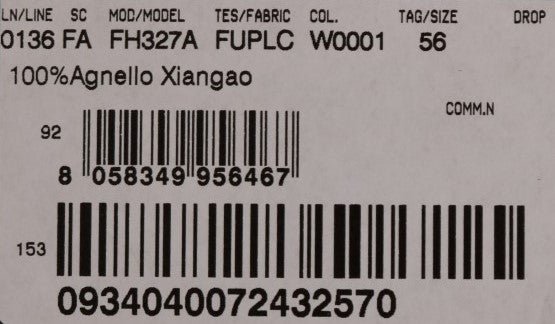 LN/LINE SC MOD/MODEL TES/FABRIC COL. TAG/SIZE DROP
0136 FA FH327A FUPLC W0001 56
100%Agnello Xiangao
COMM.N
92
8 058349 956467
153
0934040072432570